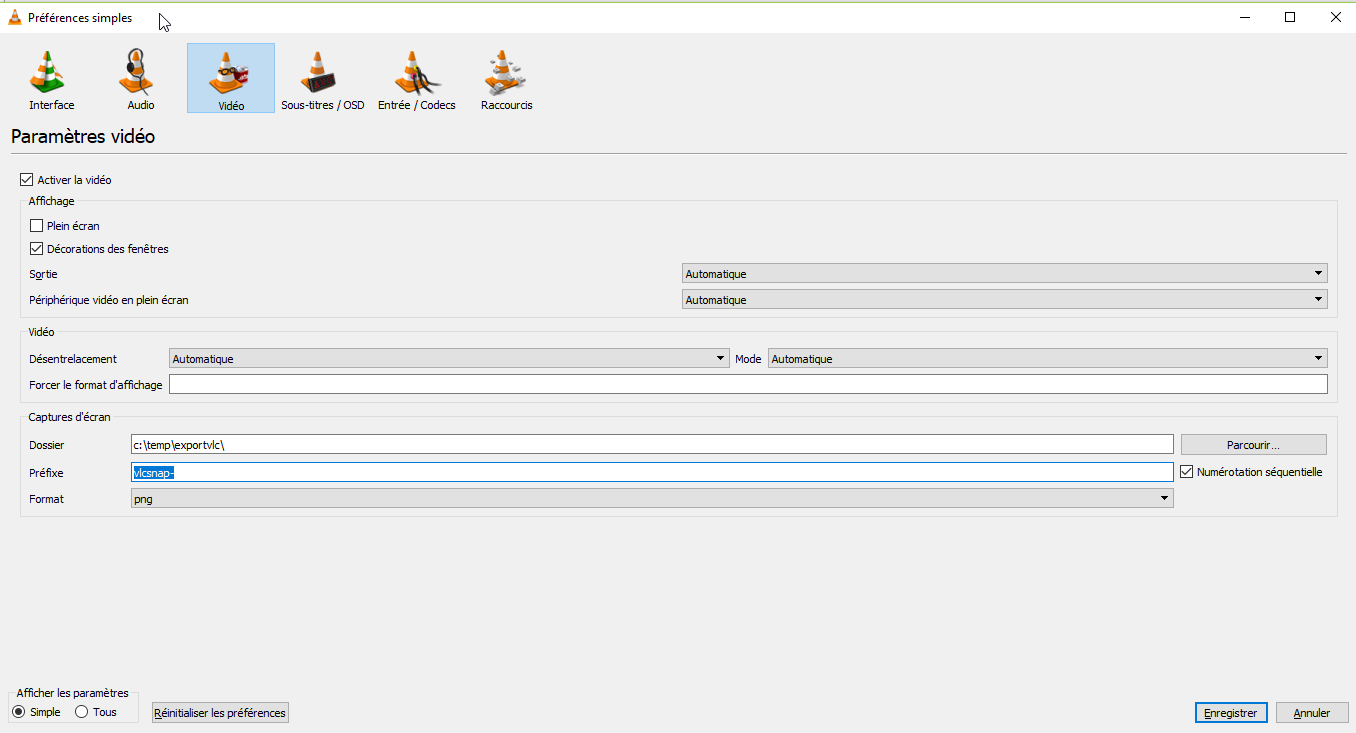 Préférences simples
Interface
Audio
Vidéo
Sous-titres / OSD
Entrée / Codecs
Raccourcis
Paramètres vidéo
Activer la vidéo
Affichage
Plein écran
Décorations des fenêtres
Sortie Automatique
Périphérique vidéo en plein écran Automatique
Vidéo
Désentrelacement Automatique Mode Automatique
Forcer le format d'affichage
Captures d'écran
Dossier c:\temp\exportvlc\ Parcourir...
Préfixe vlcsnap- Numérotation séquentielle
Format png
Afficher les paramètres
Simple Tous Réinitialiser les préférences Enregistrer Annuler